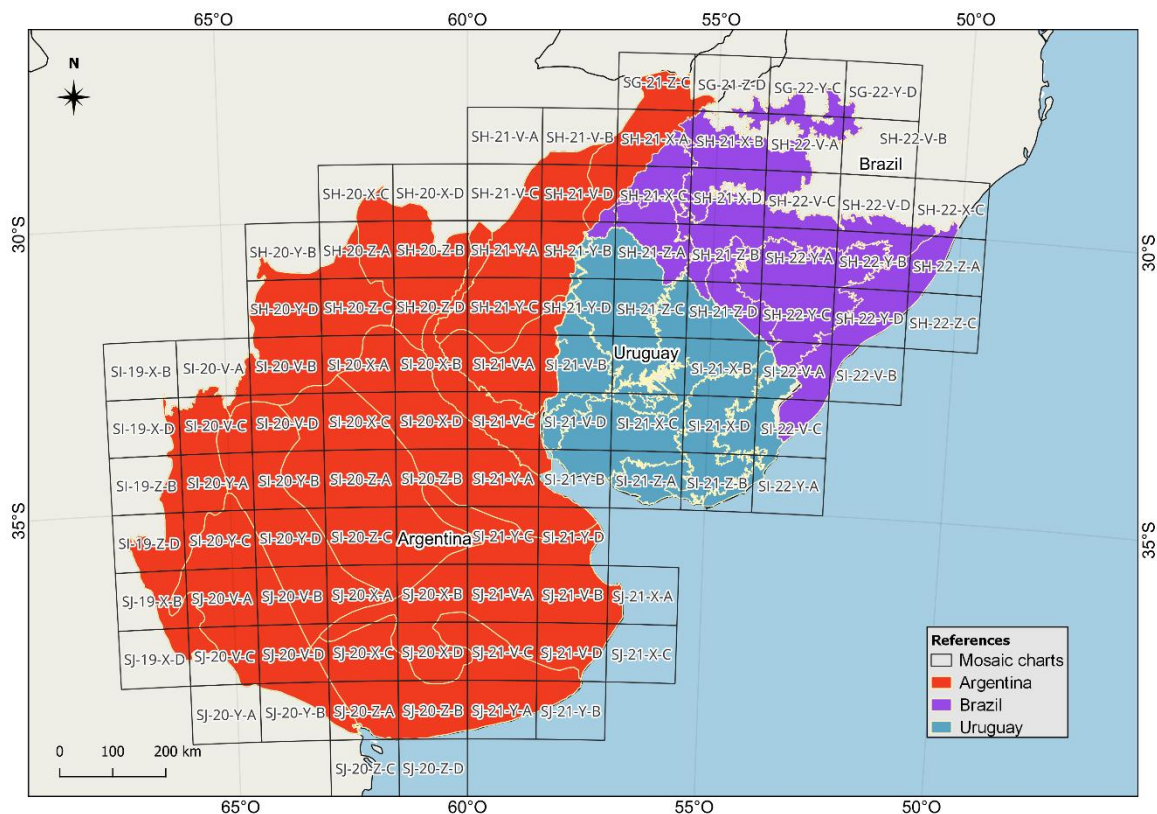 65°O 60°O 55°O 50°O
N
SG-21-Z-C SG-21-Z-D SG-22-Y-C SG-22-Y-D
SH-21-V-A SH-21-V-B SH-21-X-A SH-21-X-B SH-22-V-A SH-22-V-B
Brazil
SH-20-X-C SH-20-X-D SH-21-V-C SH-21-V-D SH-21-X-C SH-21-X-D SH-22-V-C SH-22-V-D SH-22-X-C
30°S 30°S
SH-20-Y-B SH-20-Z-A SH-20-Z-B SH-21-Y-A SH-21-Y-B SH-21-Z-A SH-21-Z-B SH-22-Y-A SH-22-Y-B SH-22-Z-A
SH-20-Y-D SH-20-Z-C SH-20-Z-D SH-21-Y-C SH-21-Y-D SH-21-Z-C SH-21-Z-D SH-22-Y-C SH-22-Y-D SH-22-Z-C
Uruguay
SI-19-X-B SI-20-V-A SI-20-V-B SI-20-X-A SI-20-X-B SI-21-V-A SI-21-V-B SI-21-X-B SI-22-V-A SI-22-V-B
SI-19-X-D SI-20-V-C SI-20-V-D SI-20-X-C SI-20-X-D SI-21-V-C SI-21-V-D SI-21-X-C SI-21-X-D SI-22-V-C
SI-19-Z-B SI-20-Y-A SI-20-Y-B SI-20-Z-A SI-20-Z-B SI-21-Y-A SI-21-Y-B SI-21-Z-A SI-21-Z-B SI-22-Y-A
35°S 35°S
SI-19-Z-D SI-20-Y-C SI-20-Y-D SI-20-Z-C Argentina SI-21-Y-C SI-21-Y-D
SJ-19-X-B SJ-20-V-A SJ-20-V-B SJ-20-X-A SJ-20-X-B SJ-21-V-A SJ-21-V-B SJ-21-X-A
SJ-19-X-D SJ-20-V-C SJ-20-V-D SJ-20-X-C SJ-20-X-D SJ-21-V-C SJ-21-V-D SJ-21-X-C
SJ-20-Y-A SJ-20-Y-B SJ-20-Z-A SJ-20-Z-B SJ-21-Y-A SJ-21-Y-B
SJ-20-Z-C SJ-20-Z-D
References
Mosaic charts
Argentina
Brazil
Uruguay
0 100 200 km
65°O 60°O 55°O 50°O